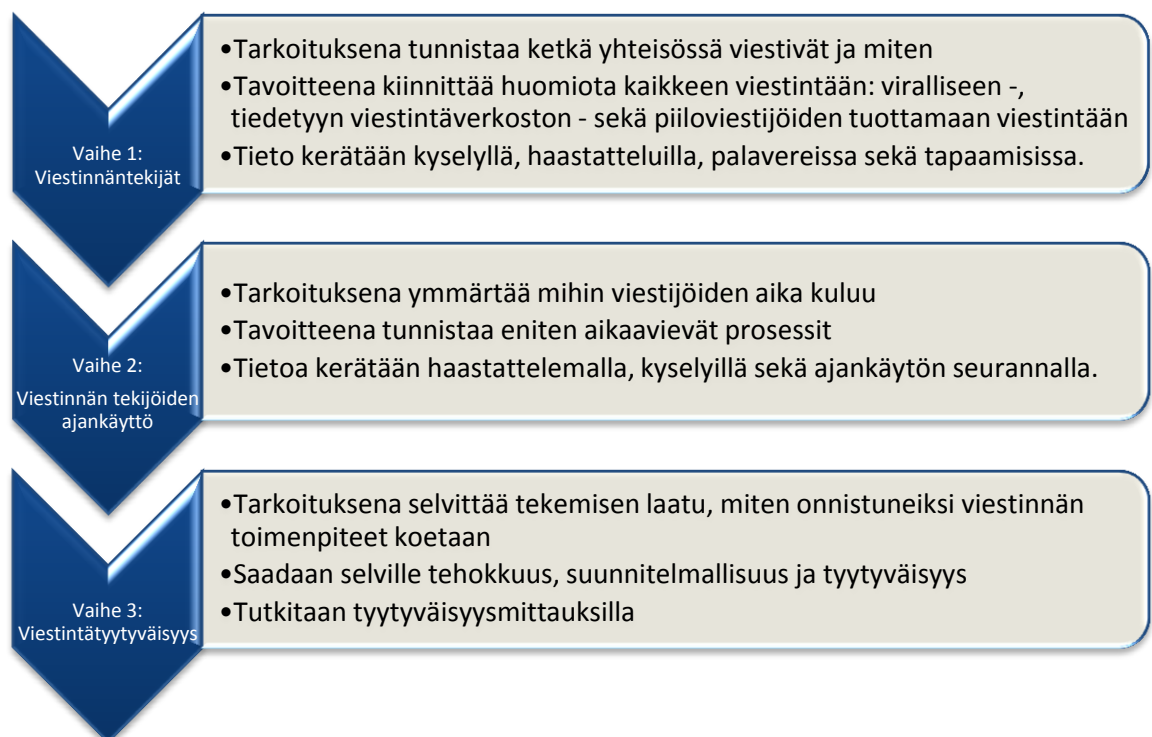 Vaihe 1:
Viestinnäntekijät
•Tarkoituksena tunnistaa ketkä yhteisössä viestivät ja miten
•Tavoitteena kiinnittää huomiota kaikkeen viestintään: viralliseen -,
tiedetyyn viestintäverkoston - sekä piiloviestijöiden tuottamaan viestintään
•Tieto kerätään kyselyllä, haastatteluilla, palavereissa sekä tapaamisissa.
Vaihe 2:
Viestinnän tekijöiden
ajankäyttö
•Tarkoituksena ymmärtää mihin viestijöiden aika kuluu
•Tavoitteena tunnistaa eniten aikaavievät prosessit
•Tietoa kerätään haastattelemalla, kyselyillä sekä ajankäytön seurannalla.
Vaihe 3:
Viestintätyytyväisyys
•Tarkoituksena selvittää tekemisen laatu, miten onnistuneiksi viestinnän
toimenpiteet koetaan
•Saadaan selville tehokkuus, suunnitelmallisuus ja tyytyväisyys
•Tutkitaan tyytyväisyysmittauksilla